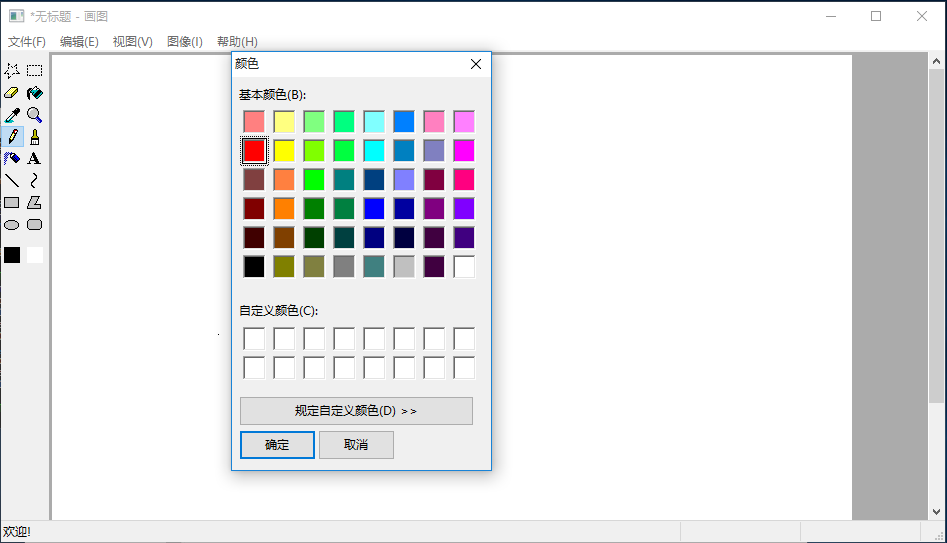 *无标题 - 画图
文件(F) 编辑(E) 视图(V) 图像(I) 帮助(H)
颜色
基本颜色(B):
A
自定义颜色(C):
规定自定义颜色(D) >>
确定 取消
欢迎!